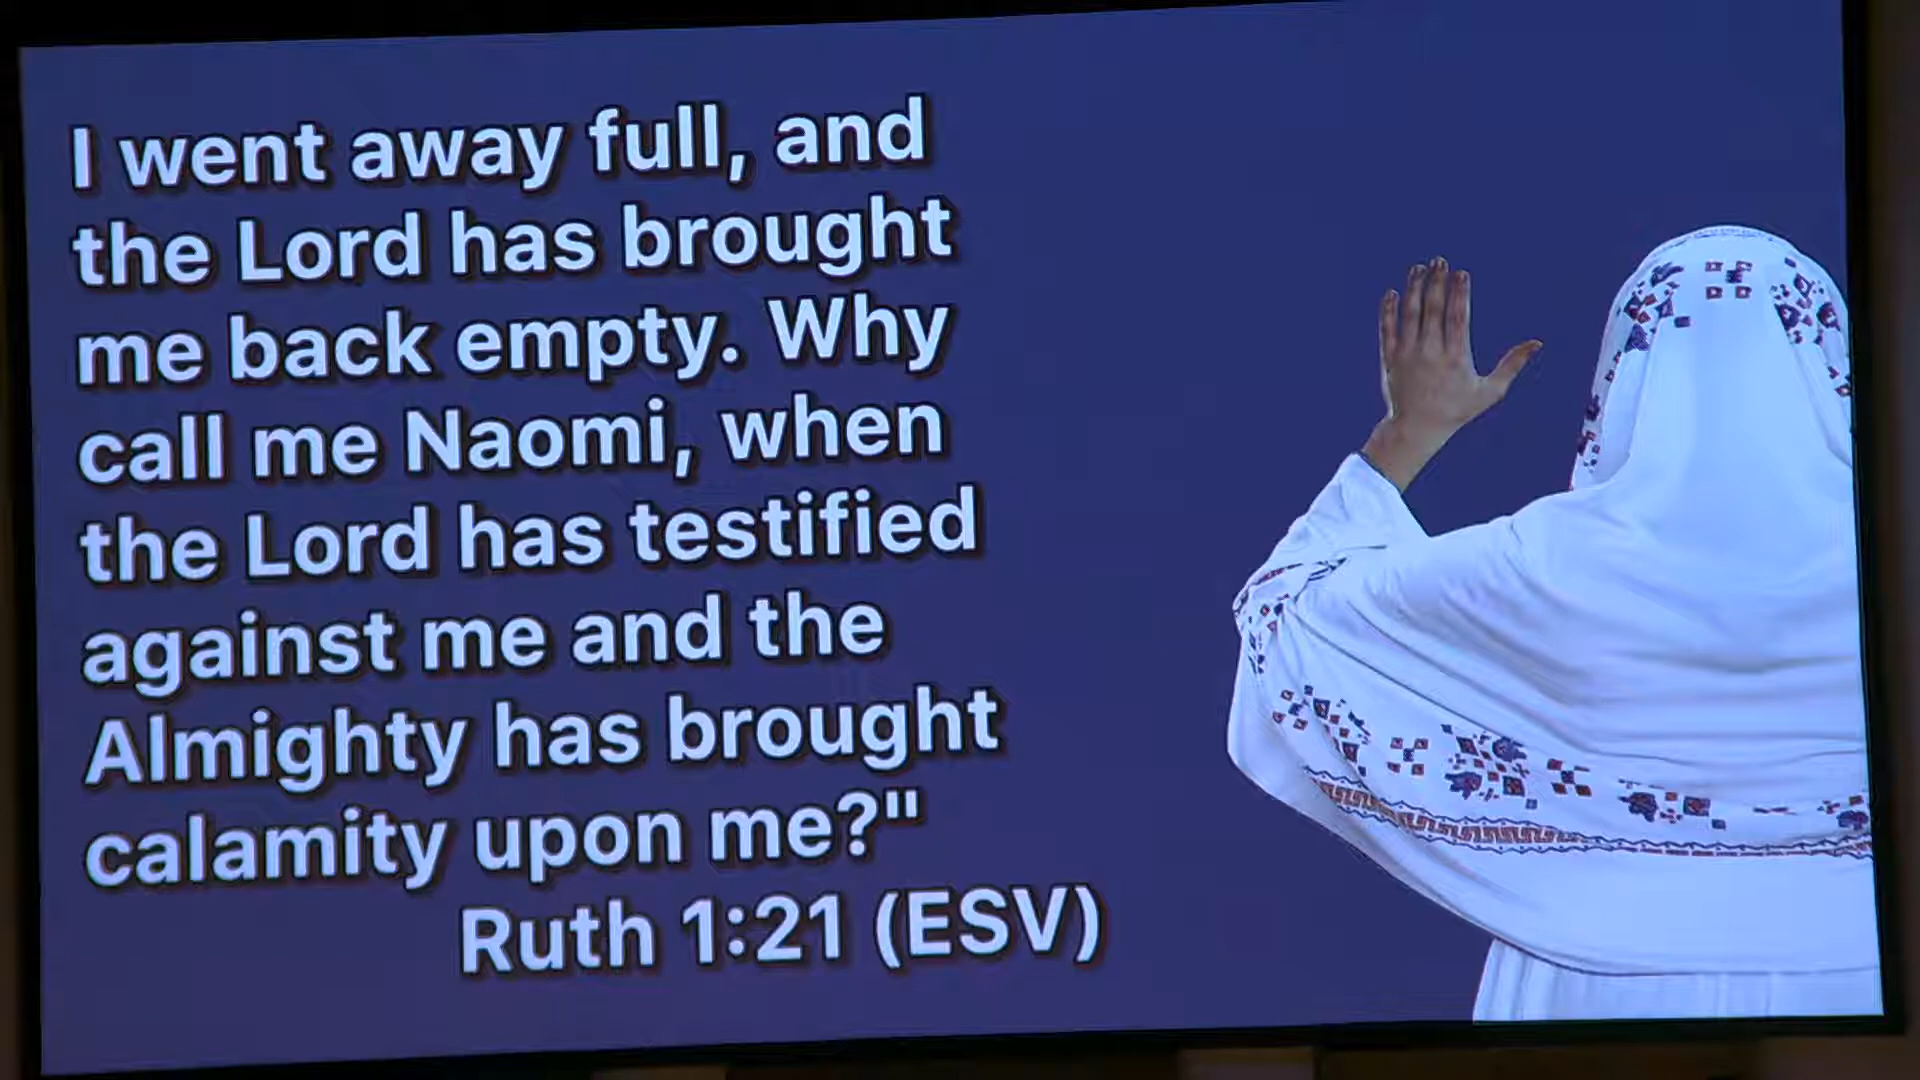 I went away full, and
the Lord has brought
me back empty. Why
call me Naomi, when
the Lord has testified
against me and the
Almighty has brought
calamity upon me?"
Ruth 1:21 (ESV)